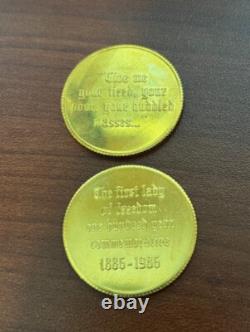 "Give me
your tired, your
poor, your huddled
masses..."
The first lady
of freedom
one hundred year
commemorative
1886-1986